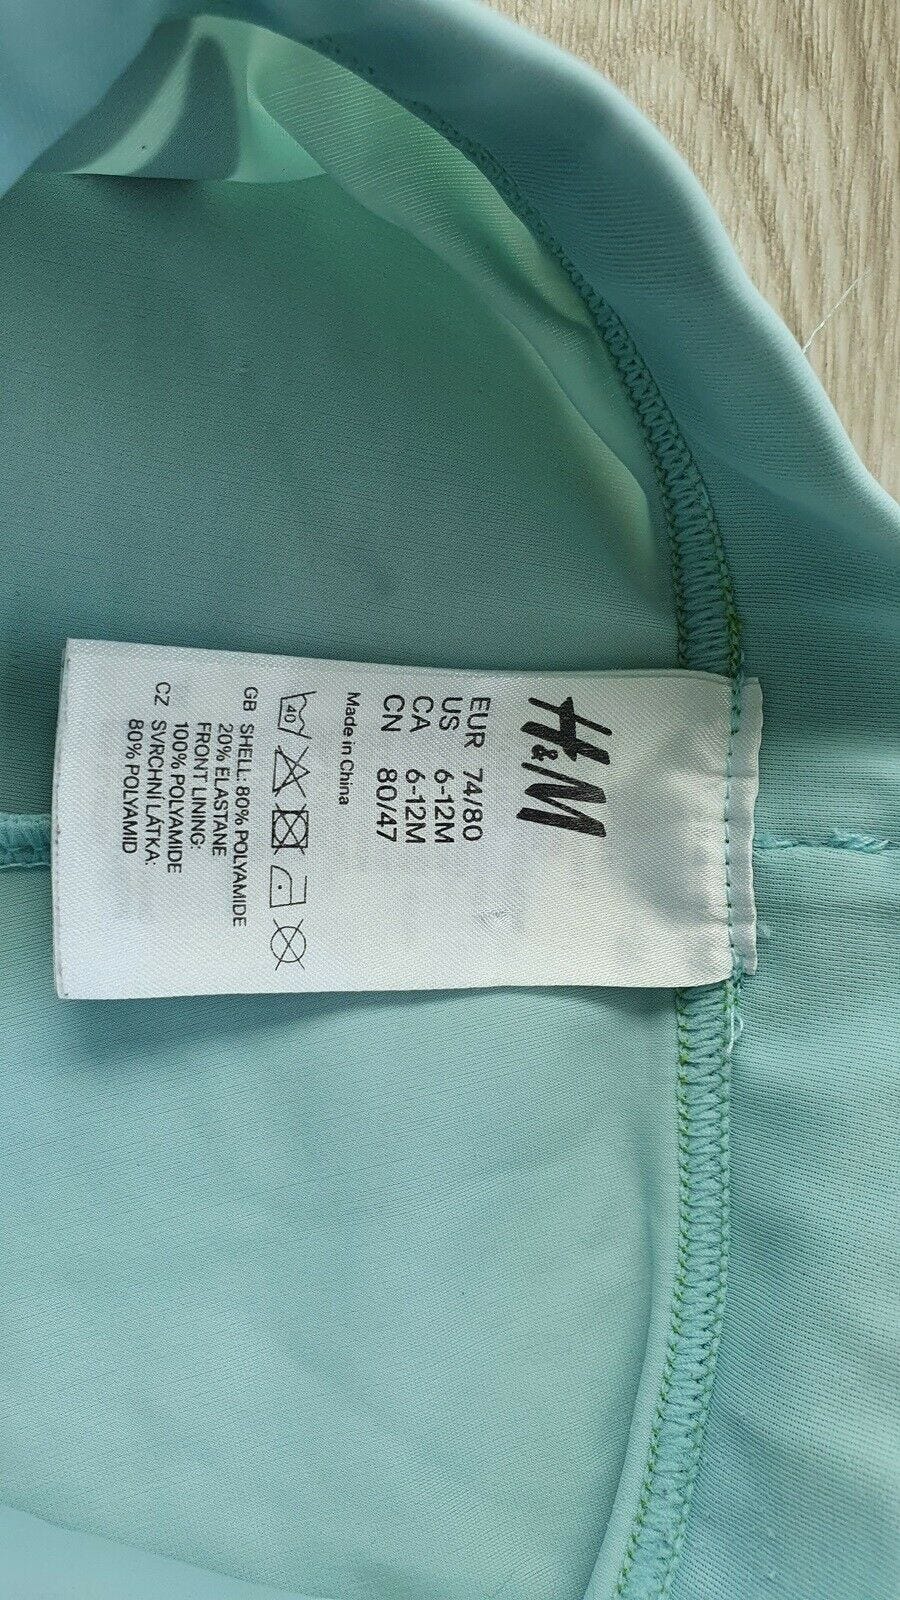 H&M
EUR 74/80
US 6-12M
CA 6-12M
CN 80/47
Made in China
40
GB SHELL: 80% POLYAMIDE
20% ELASTANE
FRONT LINING:
100% POLYAMIDE
CZ SVRCHNÍ LÁTKA:
80% POLYAMID